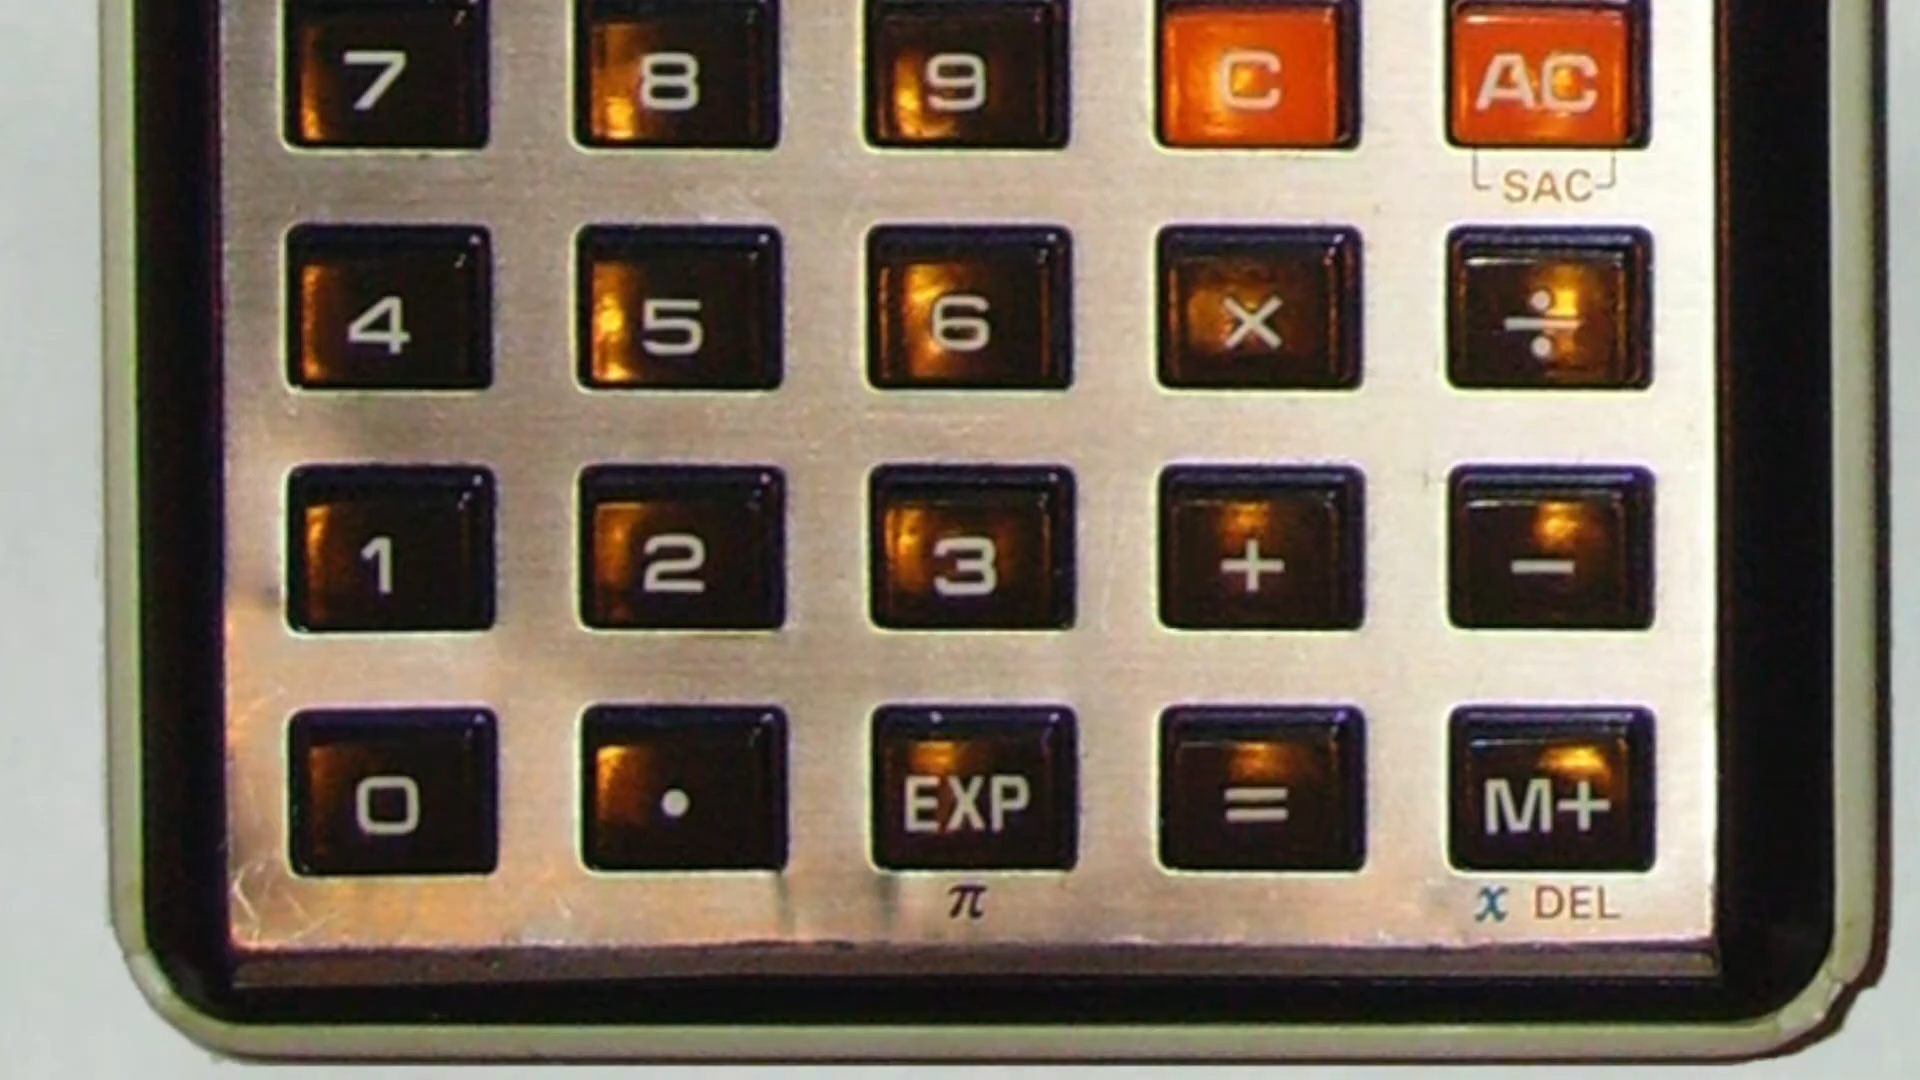 7 8 9 C AC
SAC
4 5 6 × ÷
1 2 3 + −
0 • EXP = M+
π x DEL